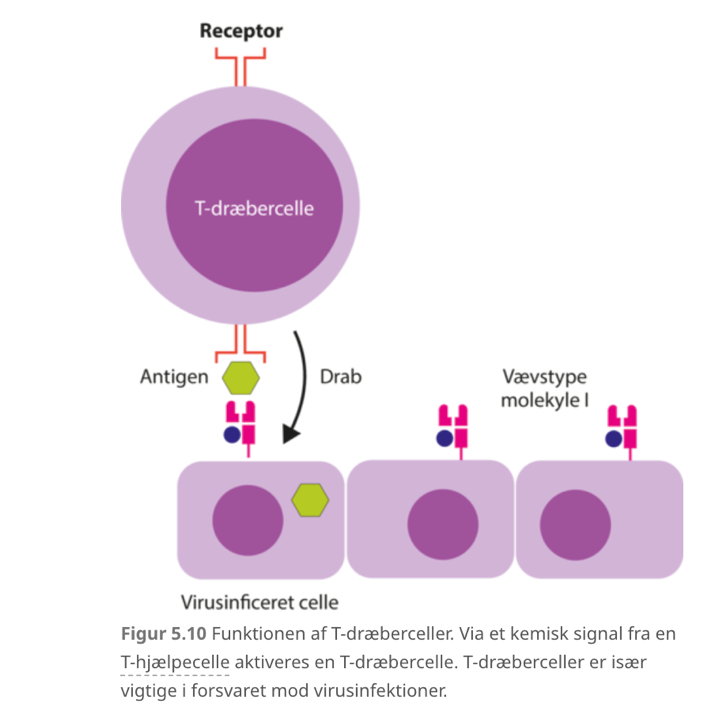 Receptor
T-dræbercelle
Antigen
Drab
Vævstype
molekyle I
Virusinficeret celle
Figur 5.10 Funktionen af T-dræberceller. Via et kemisk signal fra en
T-hjælpecelle aktiveres en T-dræbercelle. T-dræberceller er især
vigtige i forsvaret mod virusinfektioner.